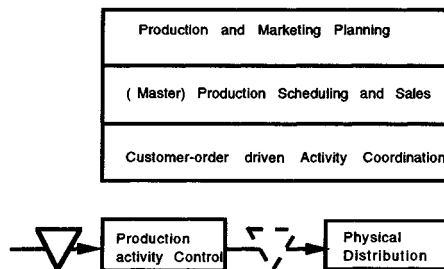 Production and Marketing Planning
( Master) Production Scheduling and Sales
Customer-order driven Activity Coordination
Production
activity Control
Physical
Distribution